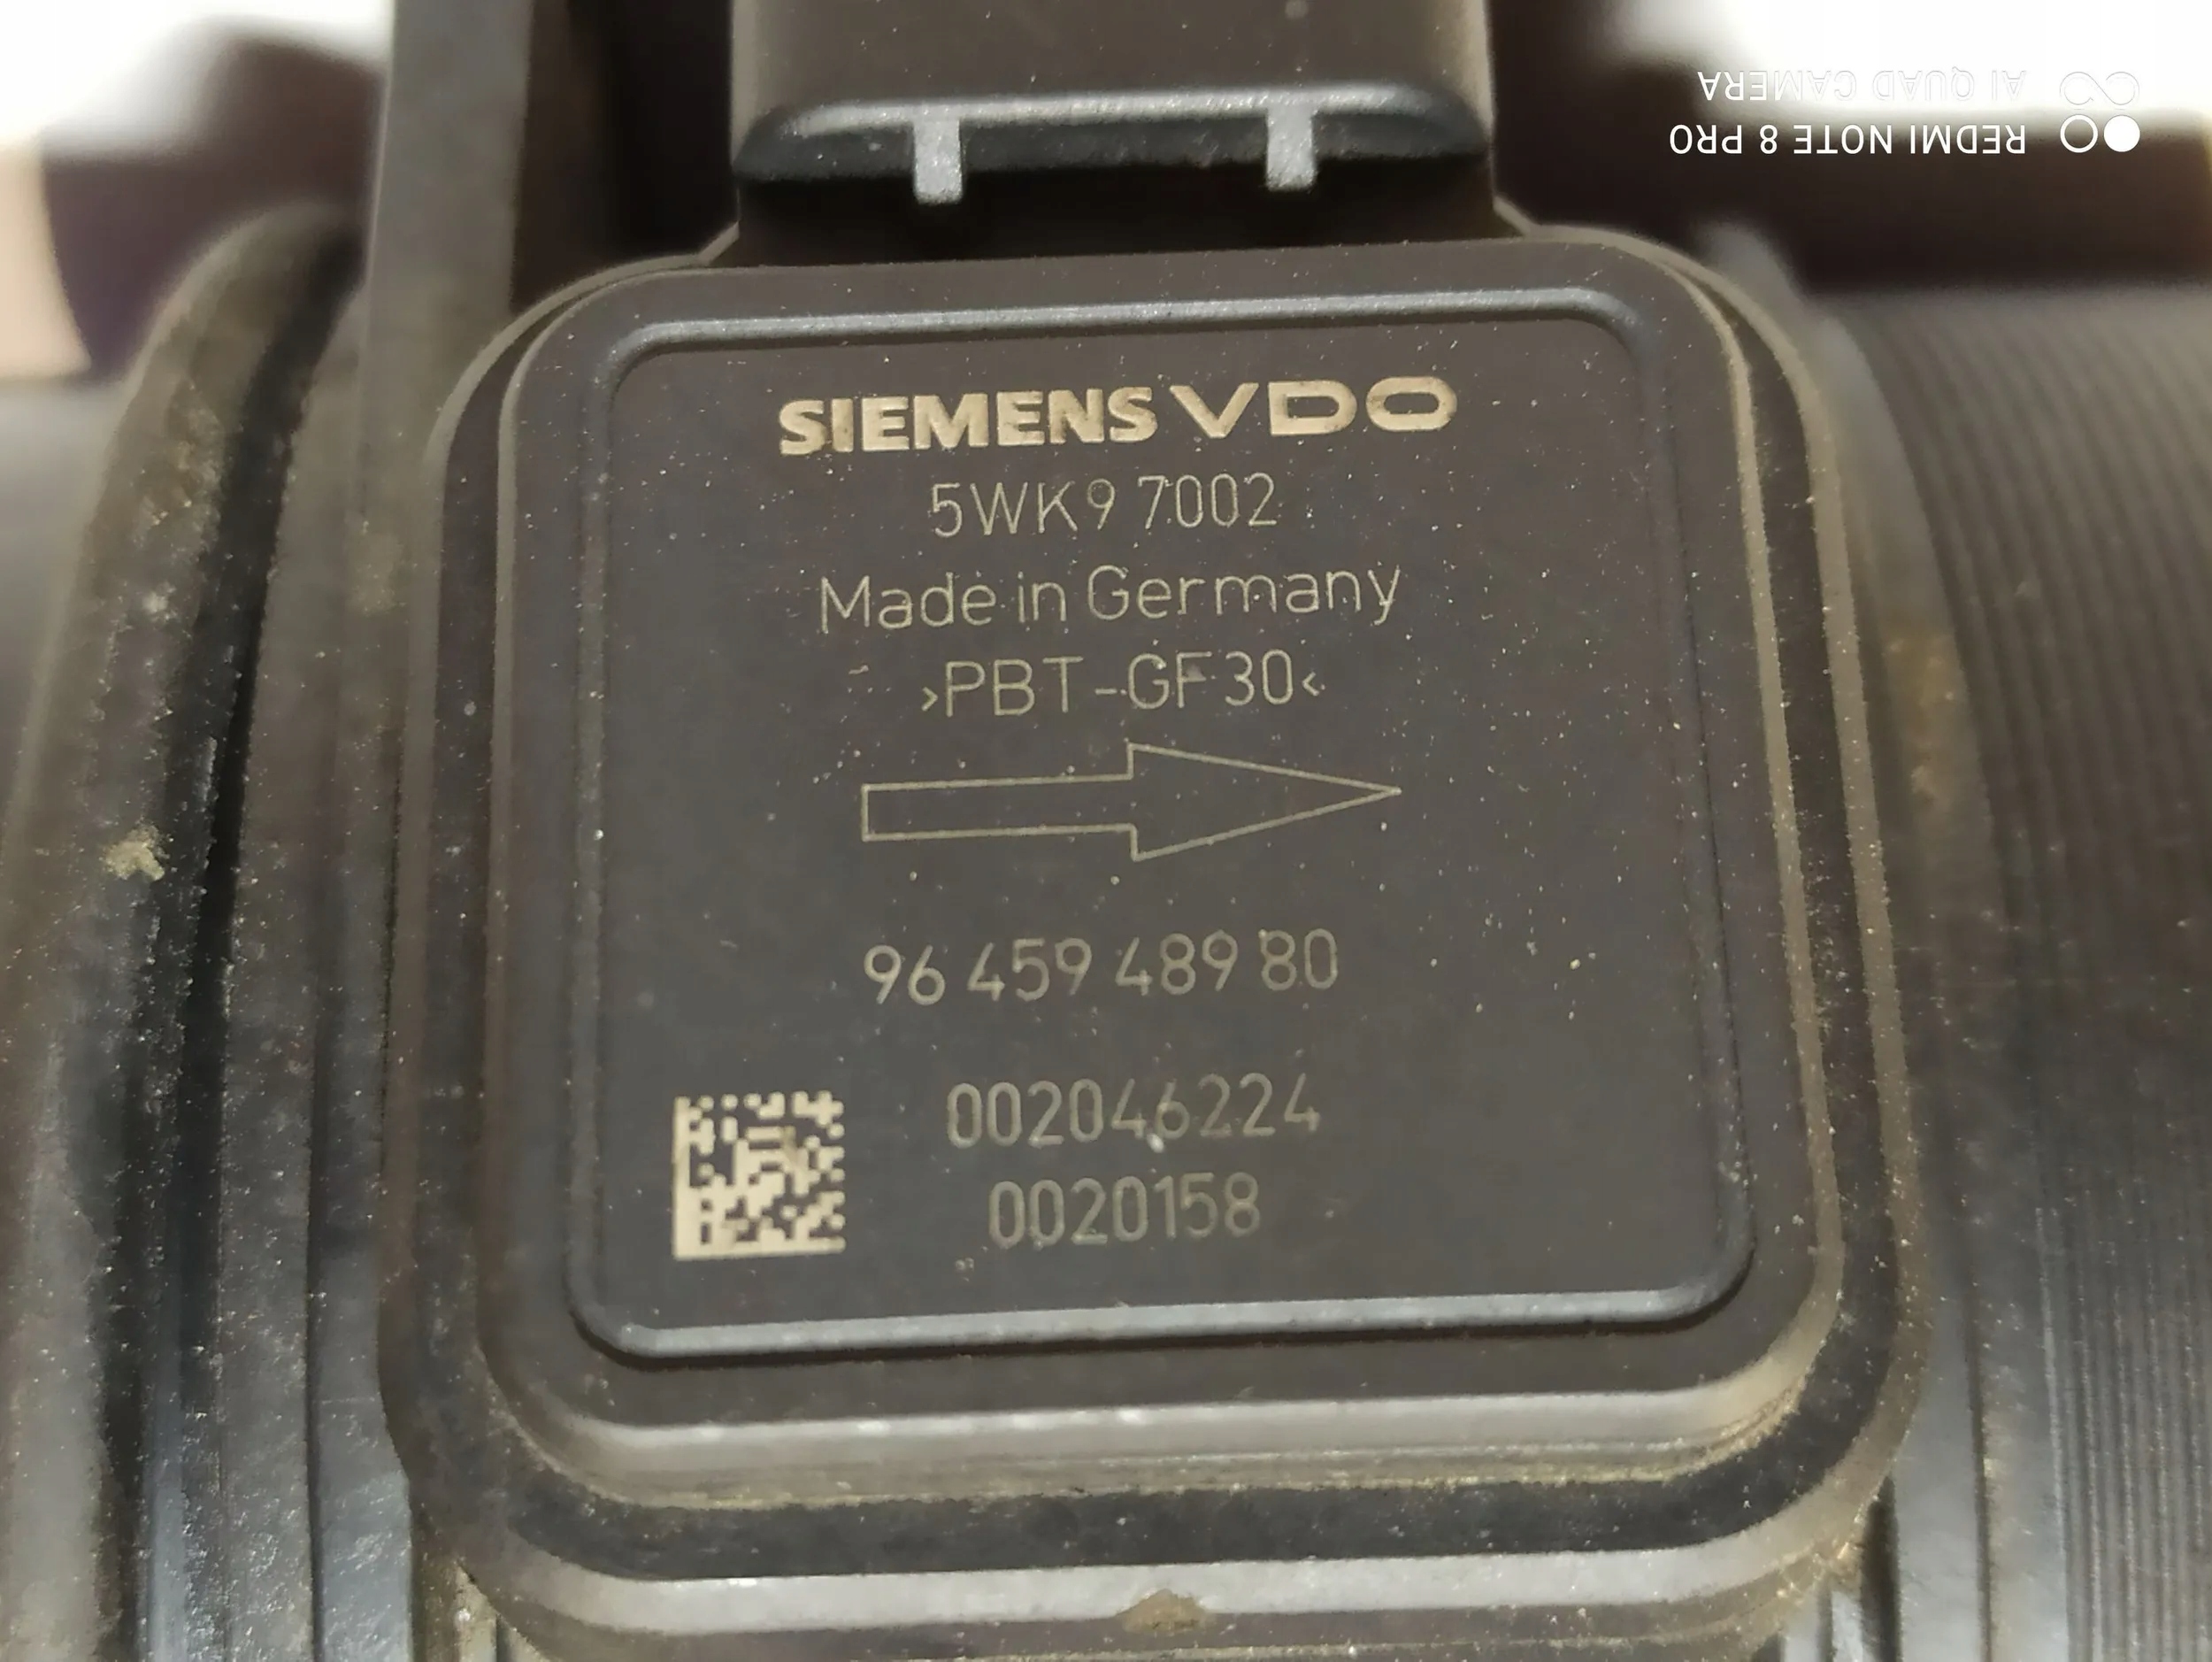 SIEMENS VDO
5WK9 7002
Made in Germany
>PBT-GF30<
96 459 489 80
002046224
0020158
REDMI NOTE 8 PRO
AI QUAD CAMERA